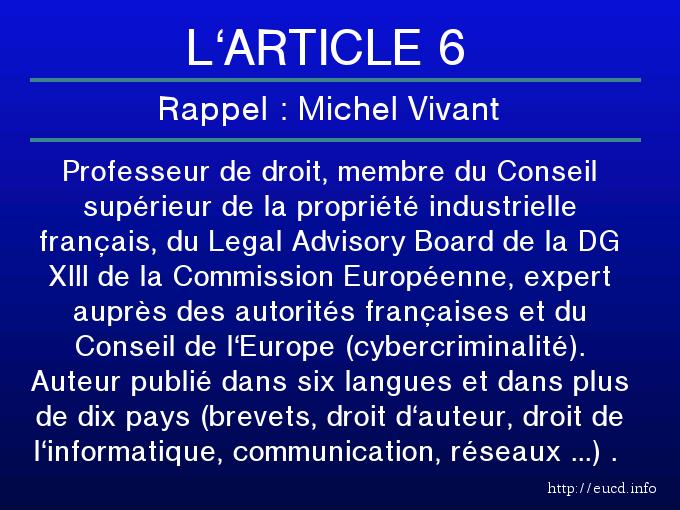 L‘ARTICLE 6
Rappel : Michel Vivant
Professeur de droit, membre du Conseil
supérieur de la propriété industrielle
français, du Legal Advisory Board de la DG
XIII de la Commission Européenne, expert
auprès des autorités françaises et du
Conseil de l‘Europe (cybercriminalité).
Auteur publié dans six langues et dans plus
de dix pays (brevets, droit d‘auteur, droit de
l‘informatique, communication, réseaux ...) .
http://eucd.info